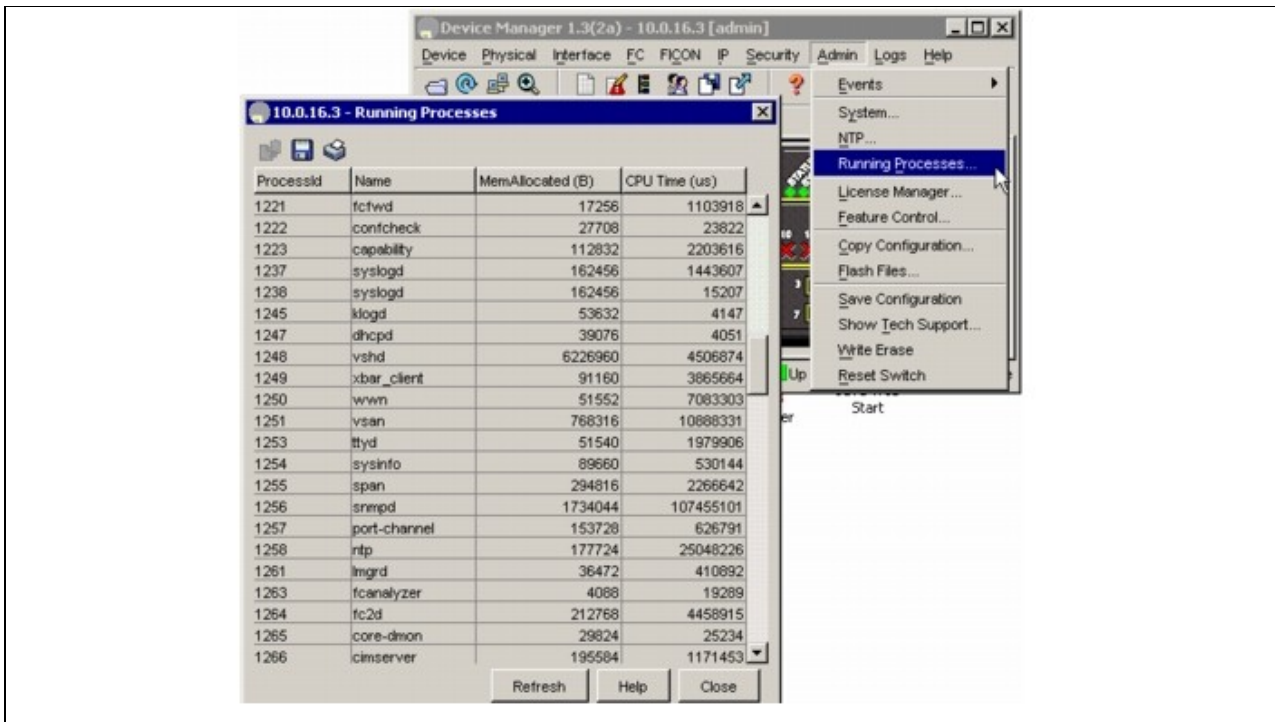 Device Manager 1.3(2a) - 10.0.16.3 [admin]
Device Physical Interface FC FICON IP Security Admin Logs Help
Events
System...
NTP...
Running Processes...
License Manager...
Feature Control...
Copy Configuration...
Flash Files...
Save Configuration
Show Tech Support...
Write Erase
Reset Switch
Up
Start
10.0.16.3 - Running Processes
ProcessId Name MemAllocated (B) CPU Time (us)
1221 fcfwd 17256 1103918
1222 confcheck 27708 23822
1223 capability 112832 2203616
1237 syslogd 162456 1443607
1238 syslogd 162456 15207
1245 klogd 53632 4147
1247 dhcpd 39076 4051
1248 vshd 6226960 4506874
1249 xbar_client 91160 3865664
1250 wwn 51552 7083303
1251 vsan 768316 10888331
1253 ttyd 51540 1979906
1254 sysinfo 89660 530144
1255 span 294816 2266642
1256 snmpd 1734044 107455101
1257 port-channel 153728 626791
1258 ntp 177724 25048226
1261 lmgrd 36472 410892
1263 fcanalyzer 4088 19289
1264 fc2d 212768 4458915
1265 core-dmon 29824 25234
1266 cimserver 195584 1171453
Refresh Help Close